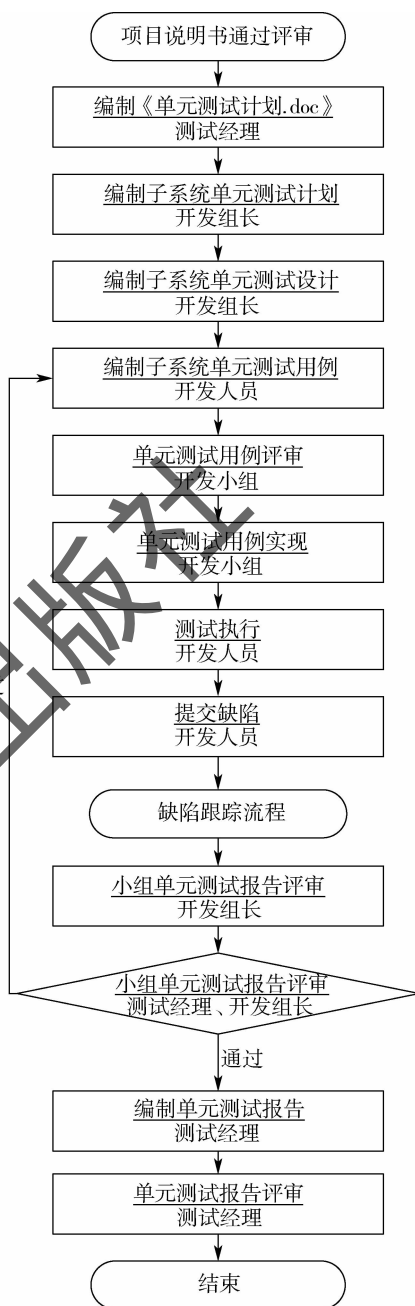 项目说明书通过评审
编制《单元测试计划.doc》
测试经理
编制子系统单元测试计划
开发组长
编制子系统单元测试设计
开发组长
编制子系统单元测试用例
开发人员
单元测试用例评审
开发小组
单元测试用例实现
开发小组
测试执行
开发人员
提交缺陷
开发人员
缺陷跟踪流程
小组单元测试报告评审
开发组长
小组单元测试报告评审
测试经理、开发组长
通过
编制单元测试报告
测试经理
单元测试报告评审
测试经理
结束
出版社